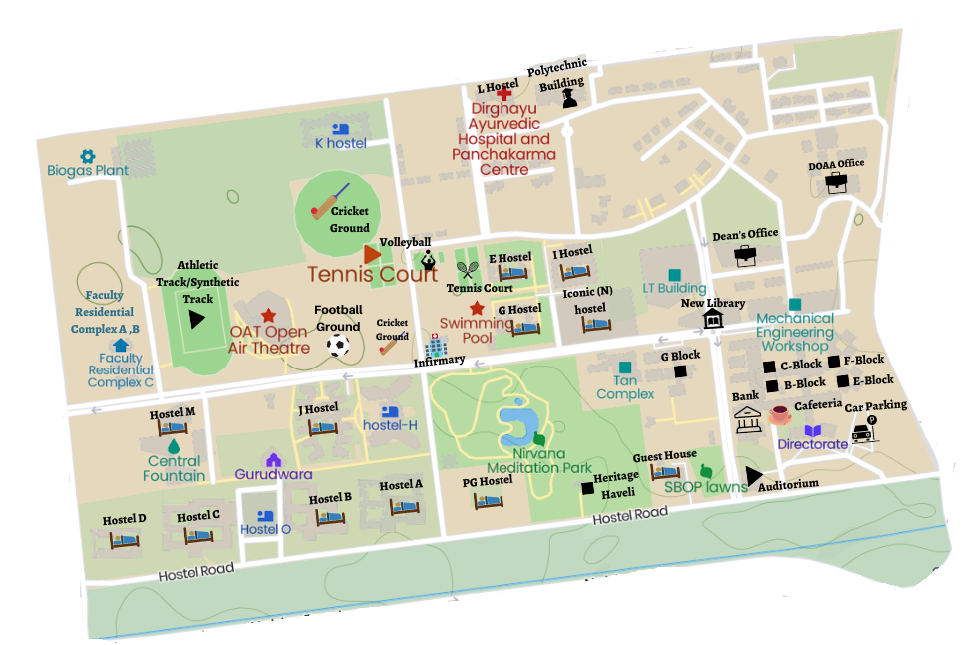 Polytechnic
Building
L Hostel
Dirghayu
Ayurvedic
Hospital and
Panchakarma
Centre
K hostel
Biogas Plant
DOAA Office
Cricket
Ground
Volleyball
Tennis Court
Dean's Office
E Hostel
I Hostel
Athletic
Track/Synthetic
Track
Tennis Court
LT Building
Iconic (N)
hostel
New Library
Faculty
Residential
Complex A ,B
OAT Open
Air Theatre
Football
Ground
Cricket
Ground
Swimming
Pool
G Hostel
Mechanical
Engineering
Workshop
Infirmary
Faculty
Residential
Complex C
G Block
Tan
Complex
C-Block
F-Block
B-Block
E-Block
Bank
Cafeteria
Car Parking
Directorate
Hostel M
J Hostel
hostel-H
Central
Fountain
Gurudwara
Nirvana
Meditation Park
Guest House
Heritage
Haveli
SBOP lawns
Auditorium
PG Hostel
Hostel A
Hostel B
Hostel O
Hostel C
Hostel D
Hostel Road
Hostel Road